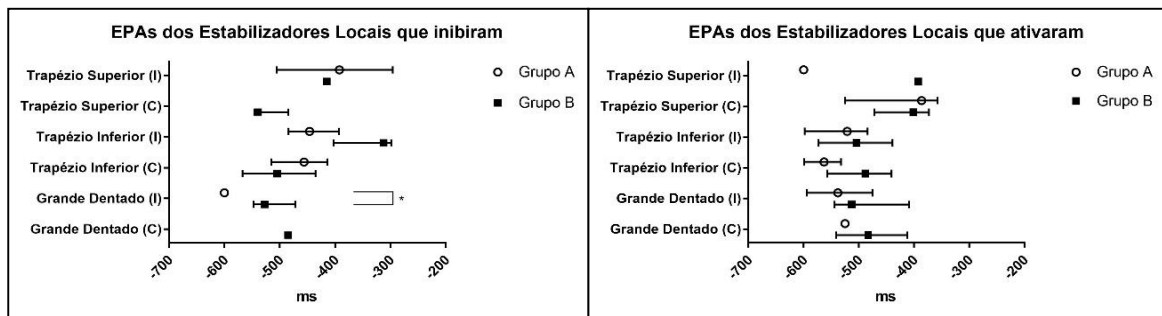 EPAs dos Estabilizadores Locais que inibiram
Trapézio Superior (I)
Trapézio Superior (C)
Trapézio Inferior (I)
Trapézio Inferior (C)
Grande Dentado (I)
Grande Dentado (C)
Grupo A
Grupo B
*
-700
-600
-500
-400
-300
-200
ms
EPAs dos Estabilizadores Locais que ativaram
Trapézio Superior (I)
Trapézio Superior (C)
Trapézio Inferior (I)
Trapézio Inferior (C)
Grande Dentado (I)
Grande Dentado (C)
Grupo A
Grupo B
-700
-600
-500
-400
-300
-200
ms